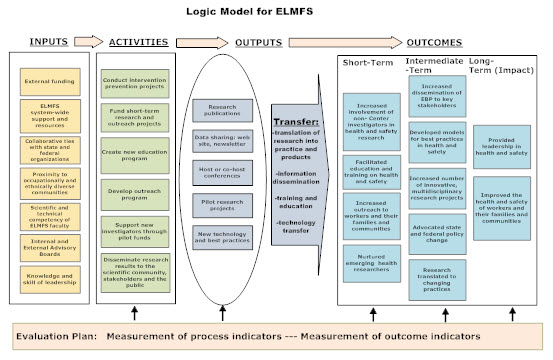 Logic Model for ELMFS
INPUTS
ACTIVITIES
OUTPUTS
OUTCOMES
External funding
ELMFS
system-wide
support and
resources
Collaborative ties
with state and
federal
organizations
Proximity to
occupationally and
ethnically diverse
communities
Scientific and
technical
competency of
ELMFS faculty
Internal and
External Advisory
Boards
Knowledge and
skill of leadership
Conduct intervention
prevention projects
Fund short-term
research and
outreach projects
Create new education
program
Develop outreach
program
Support new
investigators through
pilot funds
Disseminate research
results to the
scientific community,
stakeholders and the
public
Research
publications
Data sharing: web
site, newsletter
Host or co-host
conferences
Pilot research
projects
New technology
and best practices
Transfer:
-translation of
research into
practice and
products
-information
dissemination
-training and
education
-technology
transfer
Short-Term
Increased
involvement of
non- Center
investigators in
health and safety
research
Facilitated
education and
training on health
and safety
Increased
outreach to
workers and their
families and
communities
Nurtured
emerging health
researchers
Intermediate
-Term
Increased
dissemination of
EBP to key
stakeholders
Developed models
for best practices
in health and
safety
Increased number
of innovative,
multidisciplinary
research projects
Advocated state
and federal policy
change
Research
translated to
changing
practices
Long-
Term (Impact)
Provided
leadership in
health and safety
Improved the
health and safety
of workers and
their families and
communities
Evaluation Plan: Measurement of process indicators --- Measurement of outcome indicators